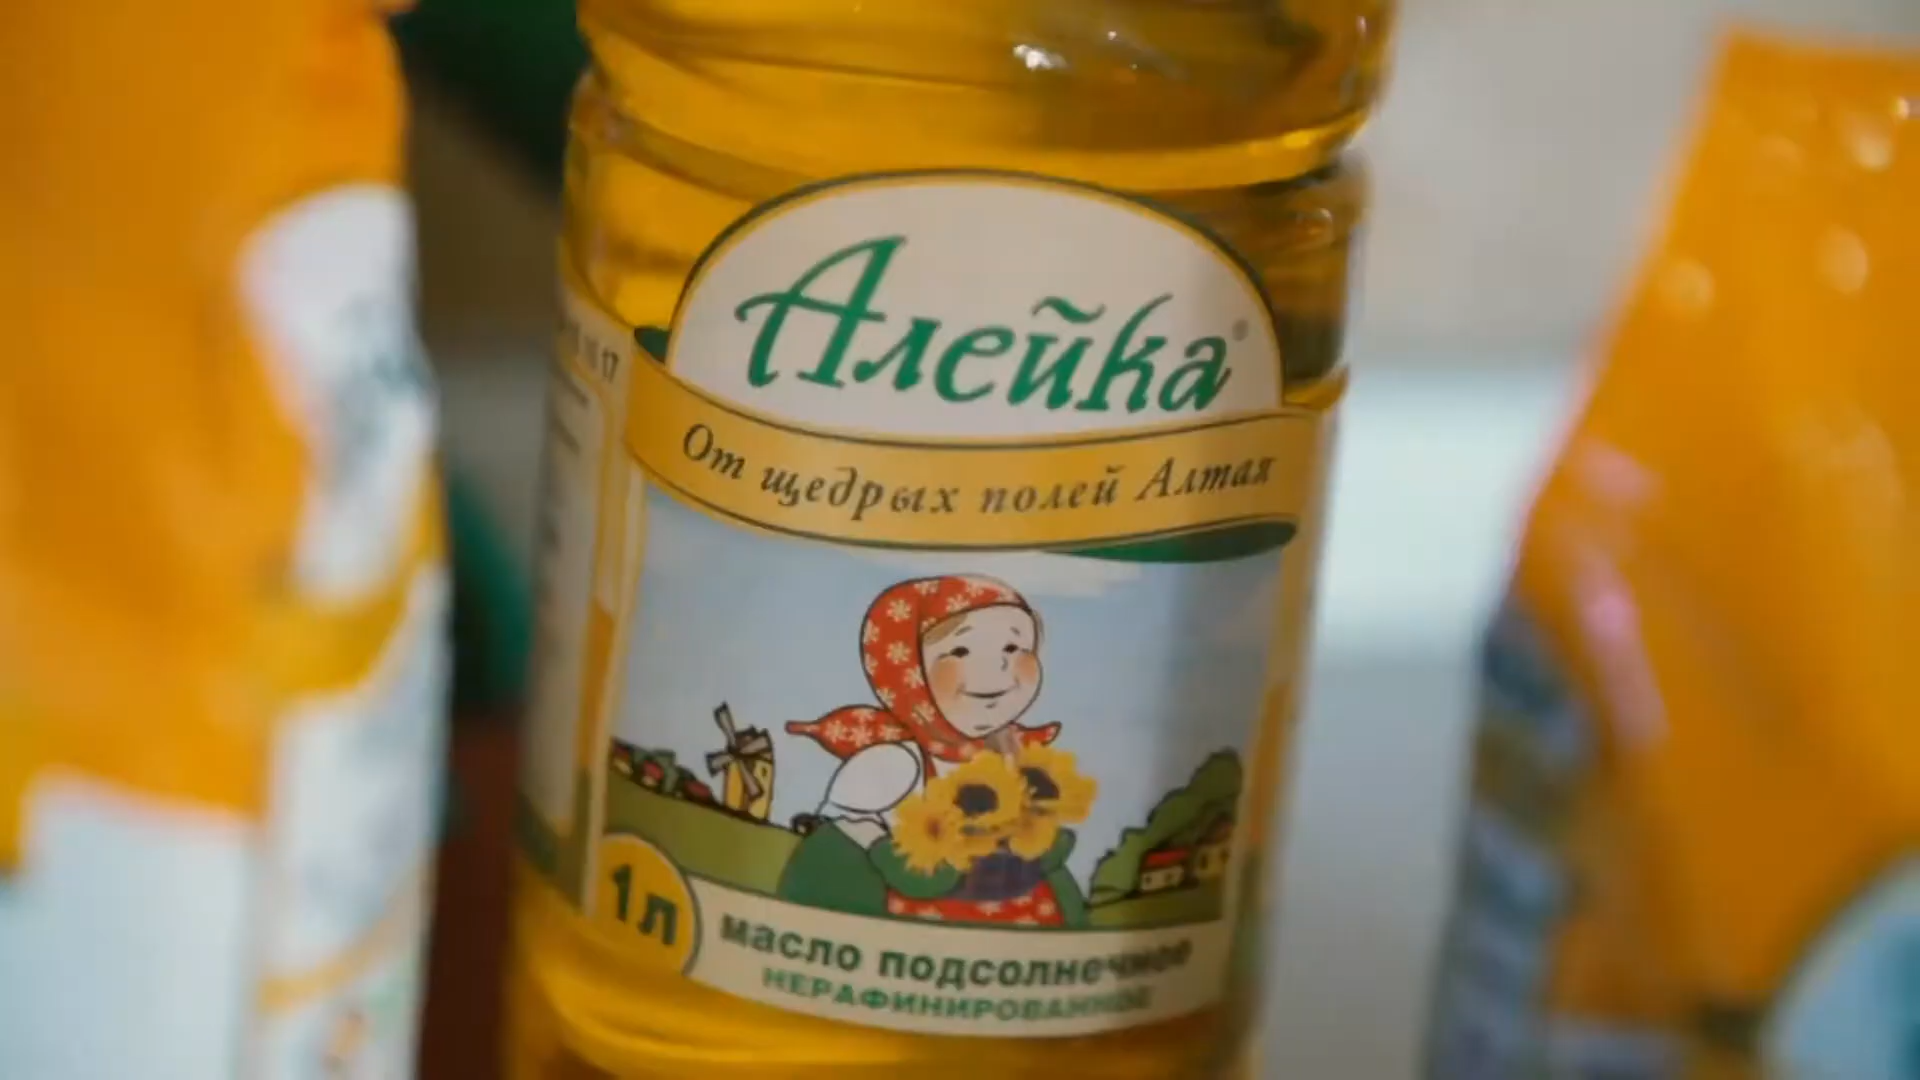 Алейка®
От щедрых полей Алтая
1л
масло подсолнечное
НЕРАФИНИРОВАННОЕ